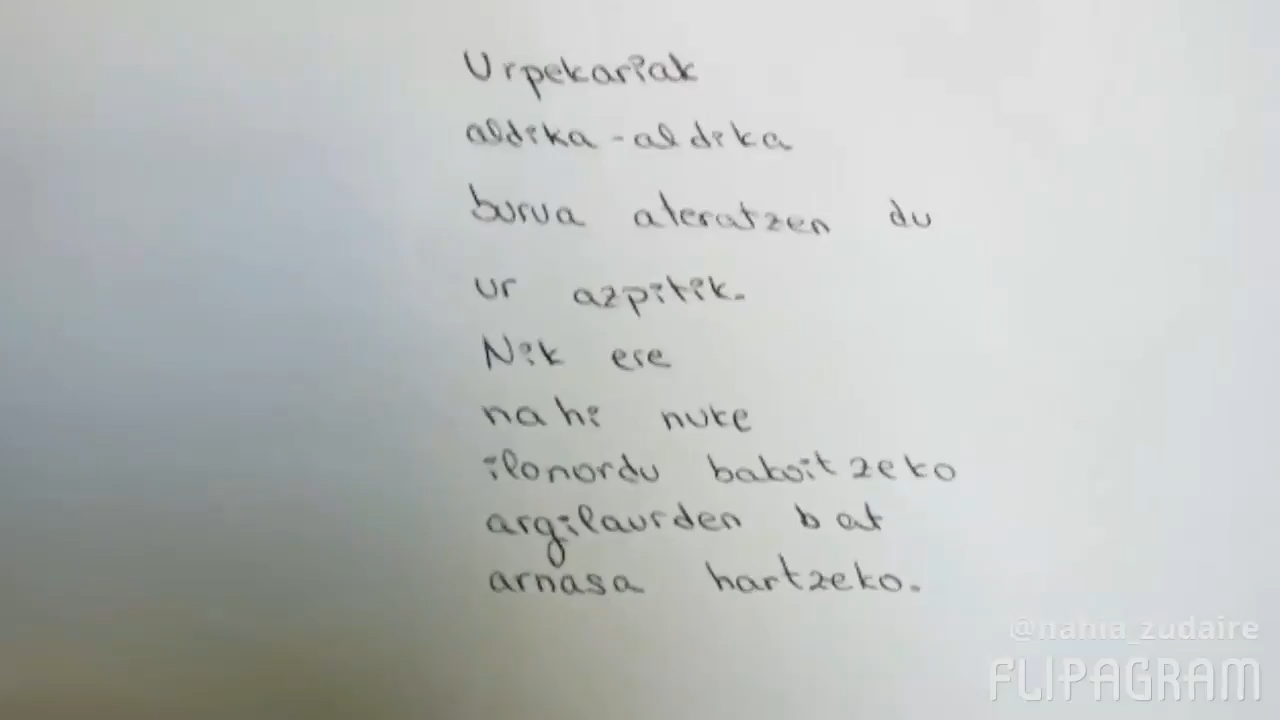 Urpekariak
aldika-aldika
burua ateratzen du
ur azpitik.
Nik ere
nahi nuke
ilonordu bakoitzeko
argilaurden bat
arnasa hartzeko.
@nahia_zudaire
FLIPAGRAM